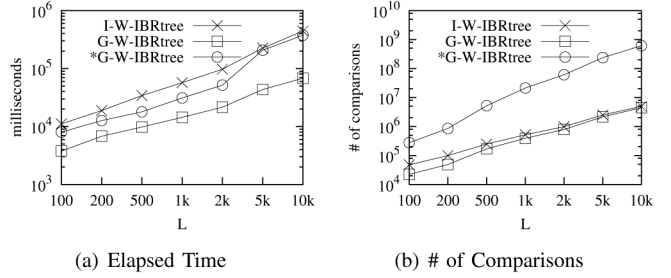 10^6
10^5
10^4
10^3
milliseconds
I-W-IBRtree
G-W-IBRtree
*G-W-IBRtree
100 200 500 1k 2k 5k 10k
L
(a) Elapsed Time
10^10
10^9
10^8
10^7
10^6
10^5
10^4
# of comparisons
I-W-IBRtree
G-W-IBRtree
*G-W-IBRtree
100 200 500 1k 2k 5k 10k
L
(b) # of Comparisons